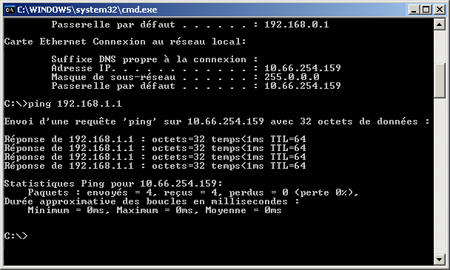 C:\WINDOWS\system32\cmd.exe
Passerelle par défaut . . . . . . : 192.168.0.1
Carte Ethernet Connexion au réseau local:
Suffixe DNS propre à la connexion :
Adresse IP. . . . . . . . . . . . : 10.66.254.159
Masque de sous-réseau . . . . . . : 255.0.0.0
Passerelle par défaut . . . . . . : 10.66.254.159
C:\>ping 192.168.1.1
Envoi d'une requête 'ping' sur 10.66.254.159 avec 32 octets de données :
Réponse de 192.168.1.1 : octets=32 temps<1ms TTL=64
Réponse de 192.168.1.1 : octets=32 temps<1ms TTL=64
Réponse de 192.168.1.1 : octets=32 temps<1ms TTL=64
Réponse de 192.168.1.1 : octets=32 temps<1ms TTL=64
Statistiques Ping pour 10.66.254.159:
Paquets : envoyés = 4, reçus = 4, perdus = 0 (perte 0%),
Durée approximative des boucles en millisecondes :
Minimum = 0ms, Maximum = 0ms, Moyenne = 0ms
C:\>